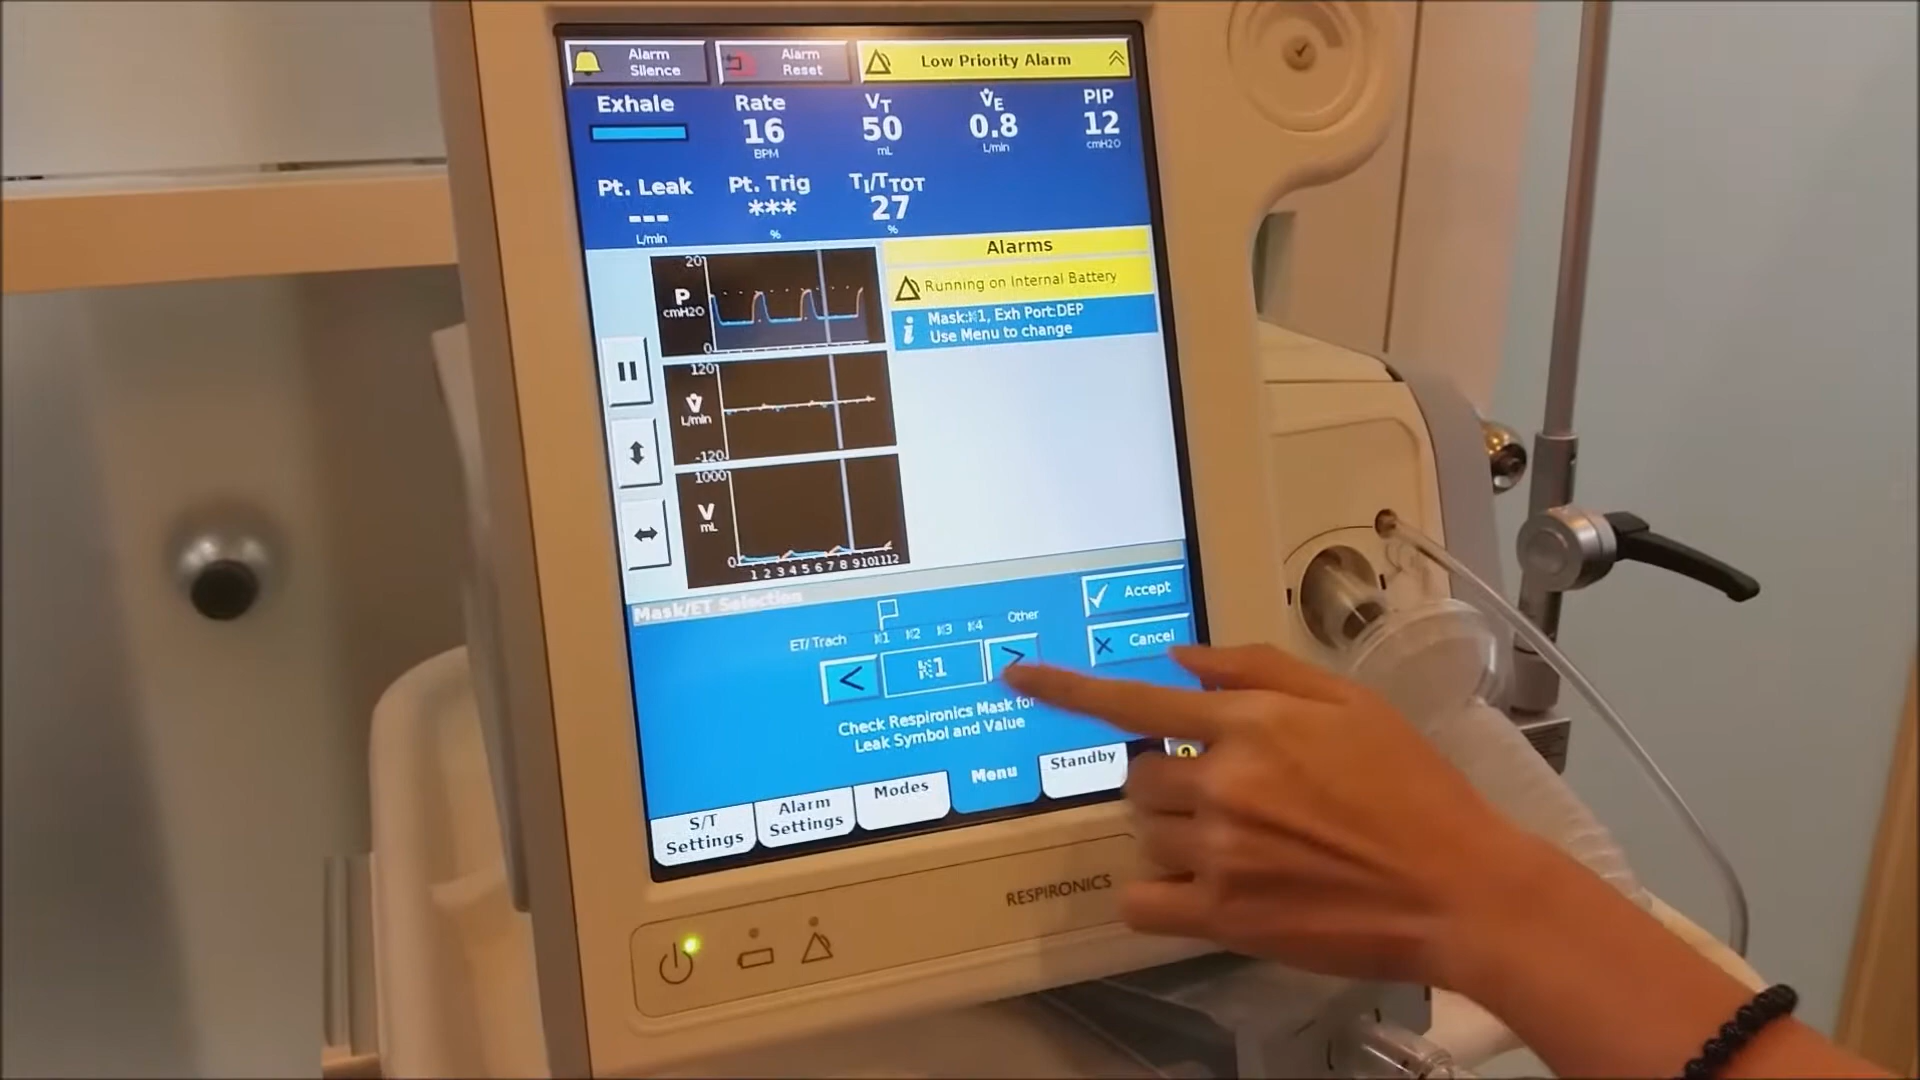 Alarm Silence
Alarm Reset
Low Priority Alarm
Exhale
Rate
16
BPM
VT
50
mL
V̇E
0.8
L/min
PIP
12
cmH2O
Pt. Leak
---
L/min
Pt. Trig
***
%
TI/TTOT
27
%
20
P
cmH2O
0
120
V̇
L/min
-120
1000
V
mL
0
1 2 3 4 5 6 7 8 9 10 11 12
Alarms
Running on Internal Battery
Mask:1, Exh Port:DEP
Use Menu to change
Mask/ET Selection
ET/Trach 1 2 3 4 Other
< 1 >
Accept
Cancel
Check Respironics Mask for
Leak Symbol and Value
S/T
Settings
Alarm
Settings
Modes
Menu
Standby
?
RESPIRONICS